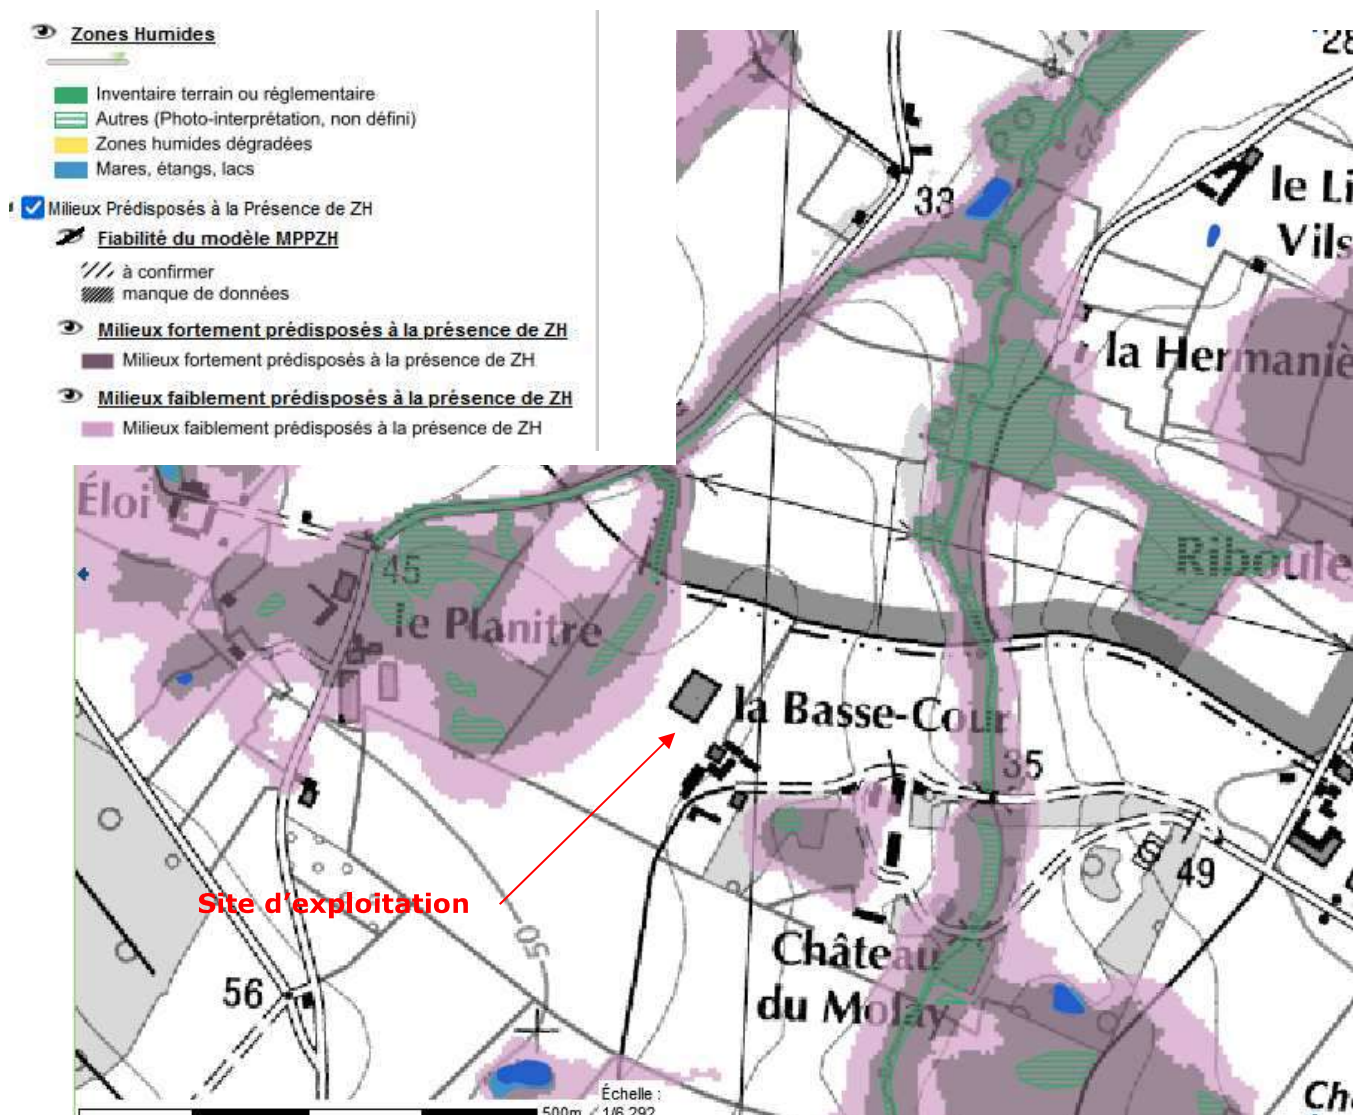 Zones Humides
Inventaire terrain ou réglementaire
Autres (Photo-interprétation, non défini)
Zones humides dégradées
Mares, étangs, lacs
Milieux Prédisposés à la Présence de ZH
Fiabilité du modèle MPPZH
à confirmer
manque de données
Milieux fortement prédisposés à la présence de ZH
Milieux fortement prédisposés à la présence de ZH
Milieux faiblement prédisposés à la présence de ZH
Milieux faiblement prédisposés à la présence de ZH
28
33
le Li
Vils
la Hermaniè
Éloi
45
le Planitre
Riboule
la Basse-Cour
35
49
Site d'exploitation
50
56
Château
du Molay
Échelle :
500m
1/6 292
Ch